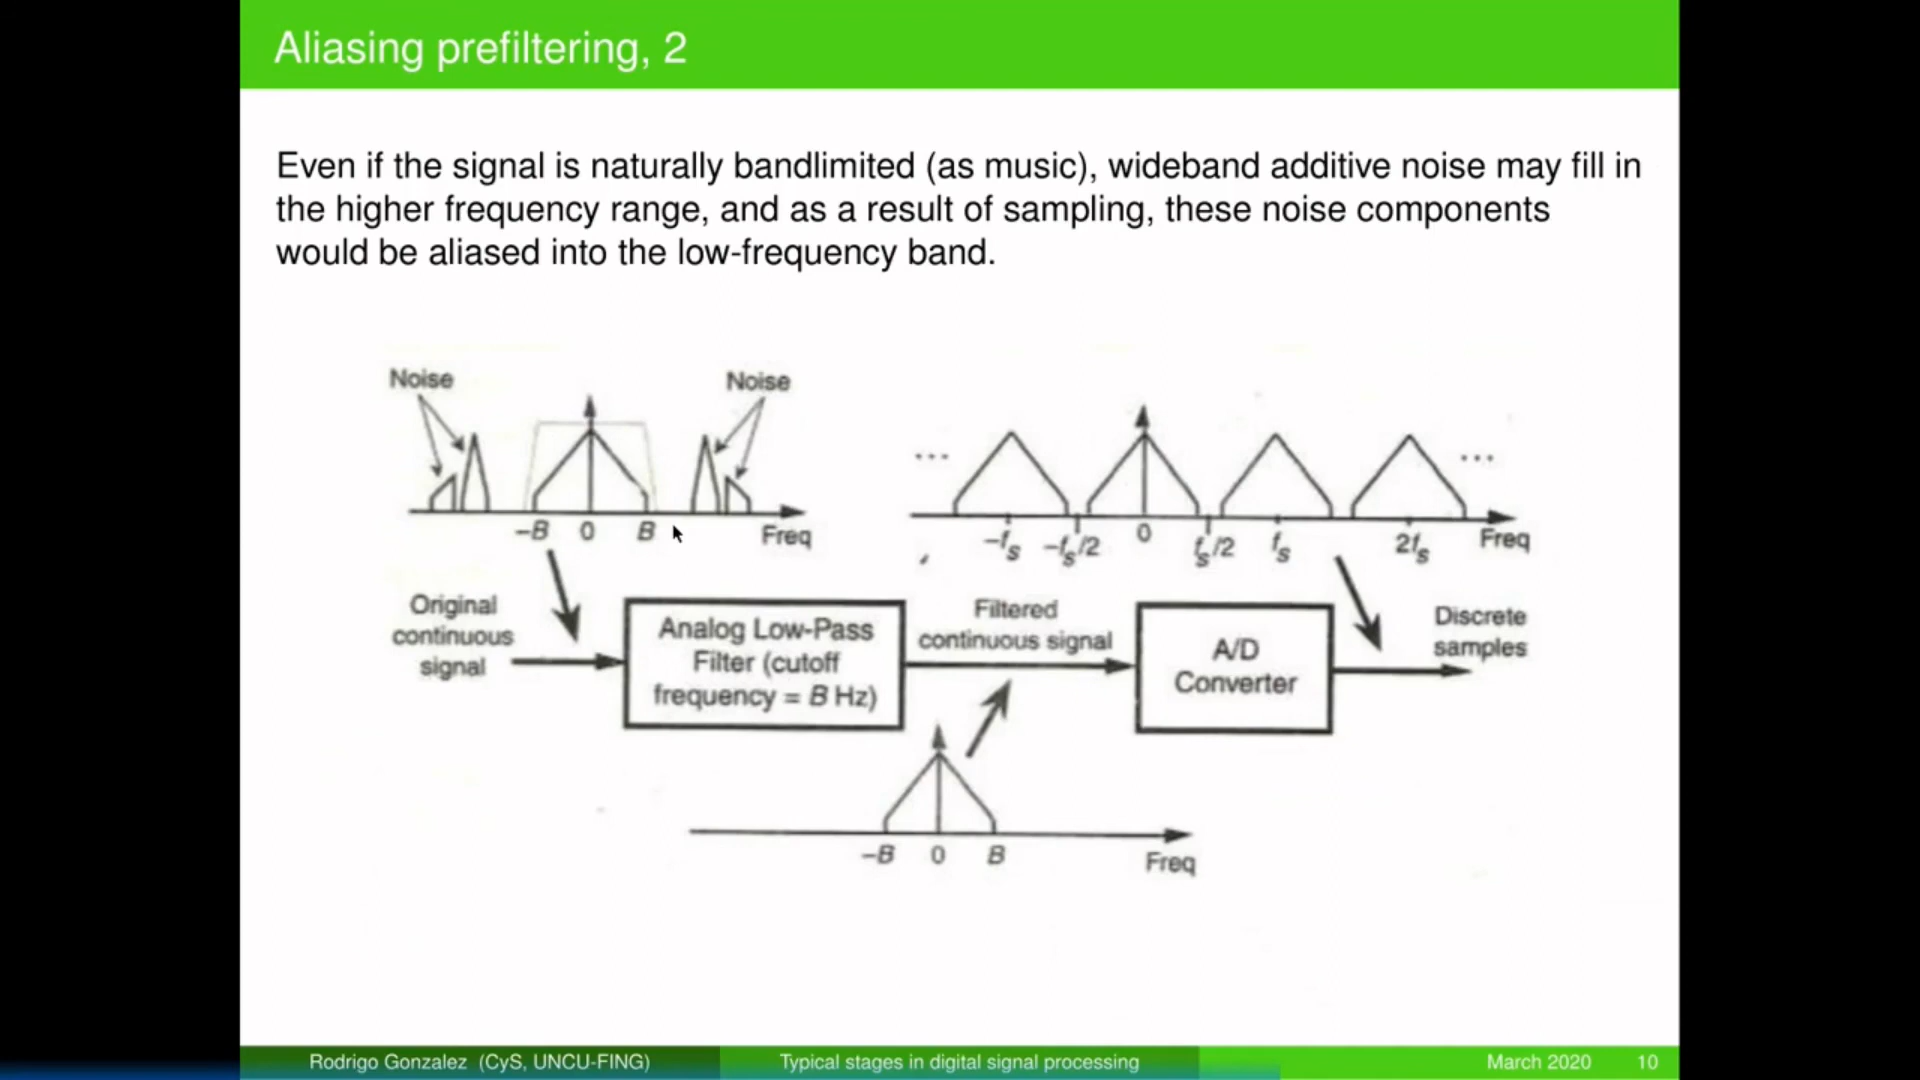 Aliasing prefiltering, 2
Even if the signal is naturally bandlimited (as music), wideband additive noise may fill in
the higher frequency range, and as a result of sampling, these noise components
would be aliased into the low-frequency band.
Noise
Noise
−B 0 B Freq
... ...
−fs −fs/2 0 fs/2 fs 2fs Freq
Original
continuous
signal
Analog Low-Pass
Filter (cutoff
frequency = B Hz)
Filtered
continuous signal
A/D
Converter
Discrete
samples
−B 0 B Freq
Rodrigo Gonzalez (CyS, UNCU-FING) Typical stages in digital signal processing March 2020 10